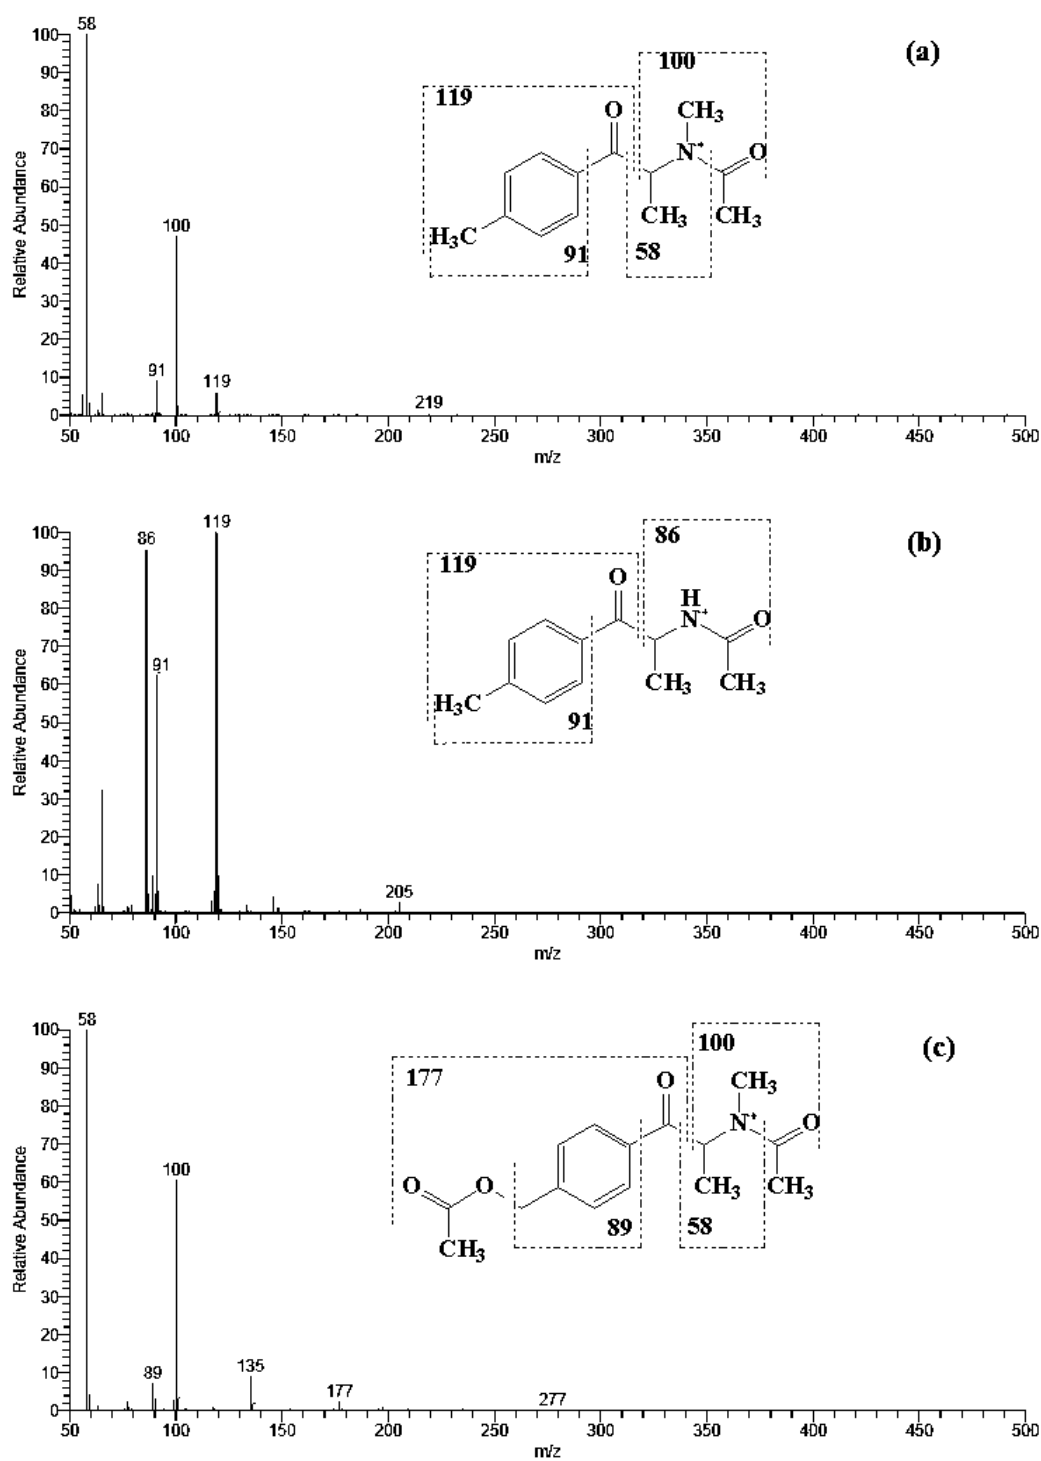 58
(a)
100
119
O
CH₃
N⁺
O
CH₃
CH₃
H₃C
91
58
100
91
119
219
100
90
80
70
60
50
40
30
20
10
0
Relative Abundance
50 100 150 200 250 300 350 400 450 500
m/z
119
86
(b)
86
119
O
H
N⁺
O
CH₃
CH₃
H₃C
91
91
205
100
90
80
70
60
50
40
30
20
10
0
Relative Abundance
50 100 150 200 250 300 350 400 450 500
m/z
58
(c)
100
177
O
CH₃
N⁺
O
O
O
CH₃
CH₃
89
58
CH₃
100
89
135
177
277
100
90
80
70
60
50
40
30
20
10
0
Relative Abundance
50 100 150 200 250 300 350 400 450 500
m/z